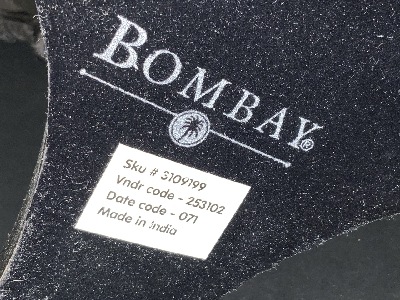 BOMBAY®
Sku # 3109199
Vndr code - 253102
Date code - 071
Made in India